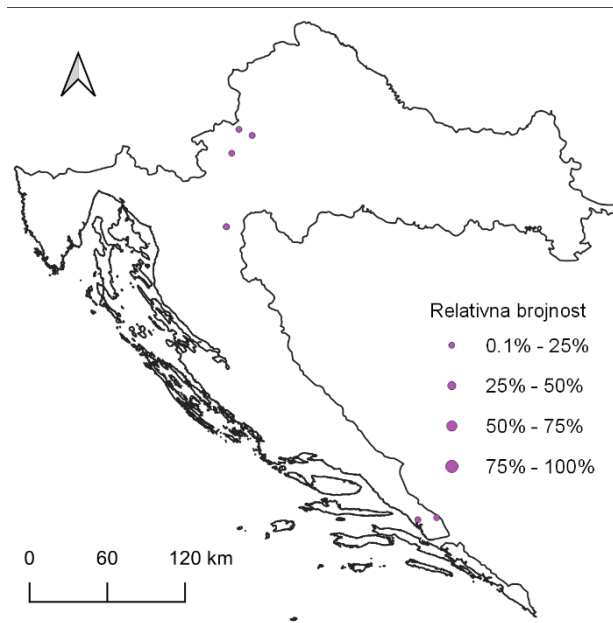 Relativna brojnost
0.1% - 25%
25% - 50%
50% - 75%
75% - 100%
0 60 120 km